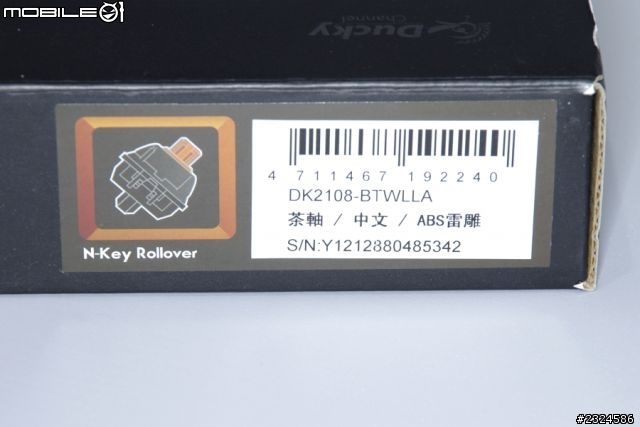 MOBILE01
Ducky
Channel
N-Key Rollover
4 711467 192240
DK2108-BTWLLA
茶軸 / 中文 / ABS雷雕
S/N:Y1212880485342
#2324586